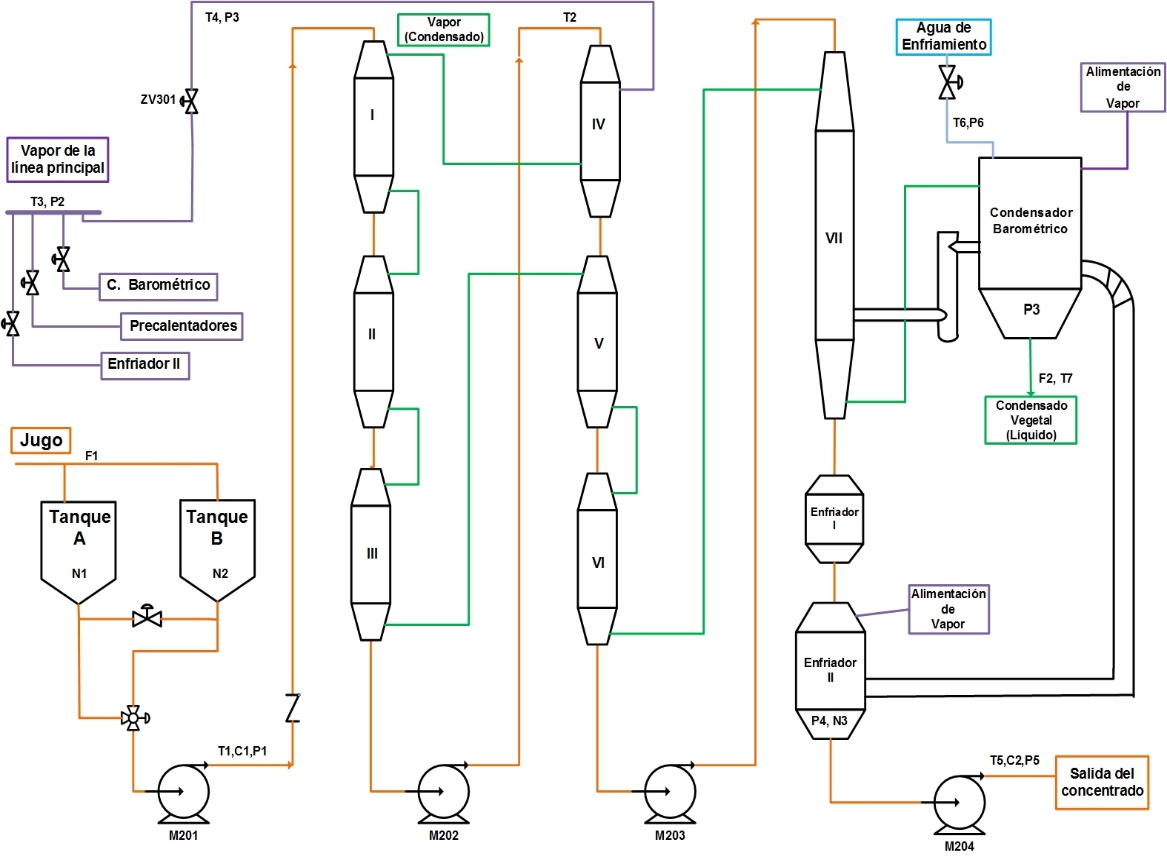 T4, P3
Vapor
(Condensado)
T2
Agua de
Enfriamiento
Alimentación
de
Vapor
ZV301
I
IV
T6,P6
Vapor de la
línea principal
T3, P2
VII
Condensador
Barométrico
C. Barométrico
Precalentadores
Enfriador II
II
V
P3
F2, T7
Condensado
Vegetal
(Líquido)
Jugo
F1
Tanque
A
N1
Tanque
B
N2
III
VI
Enfriador
I
Alimentación
de
Vapor
Enfriador
II
P4, N3
T1,C1,P1
T5,C2,P5
Salida del
concentrado
M201
M202
M203
M204